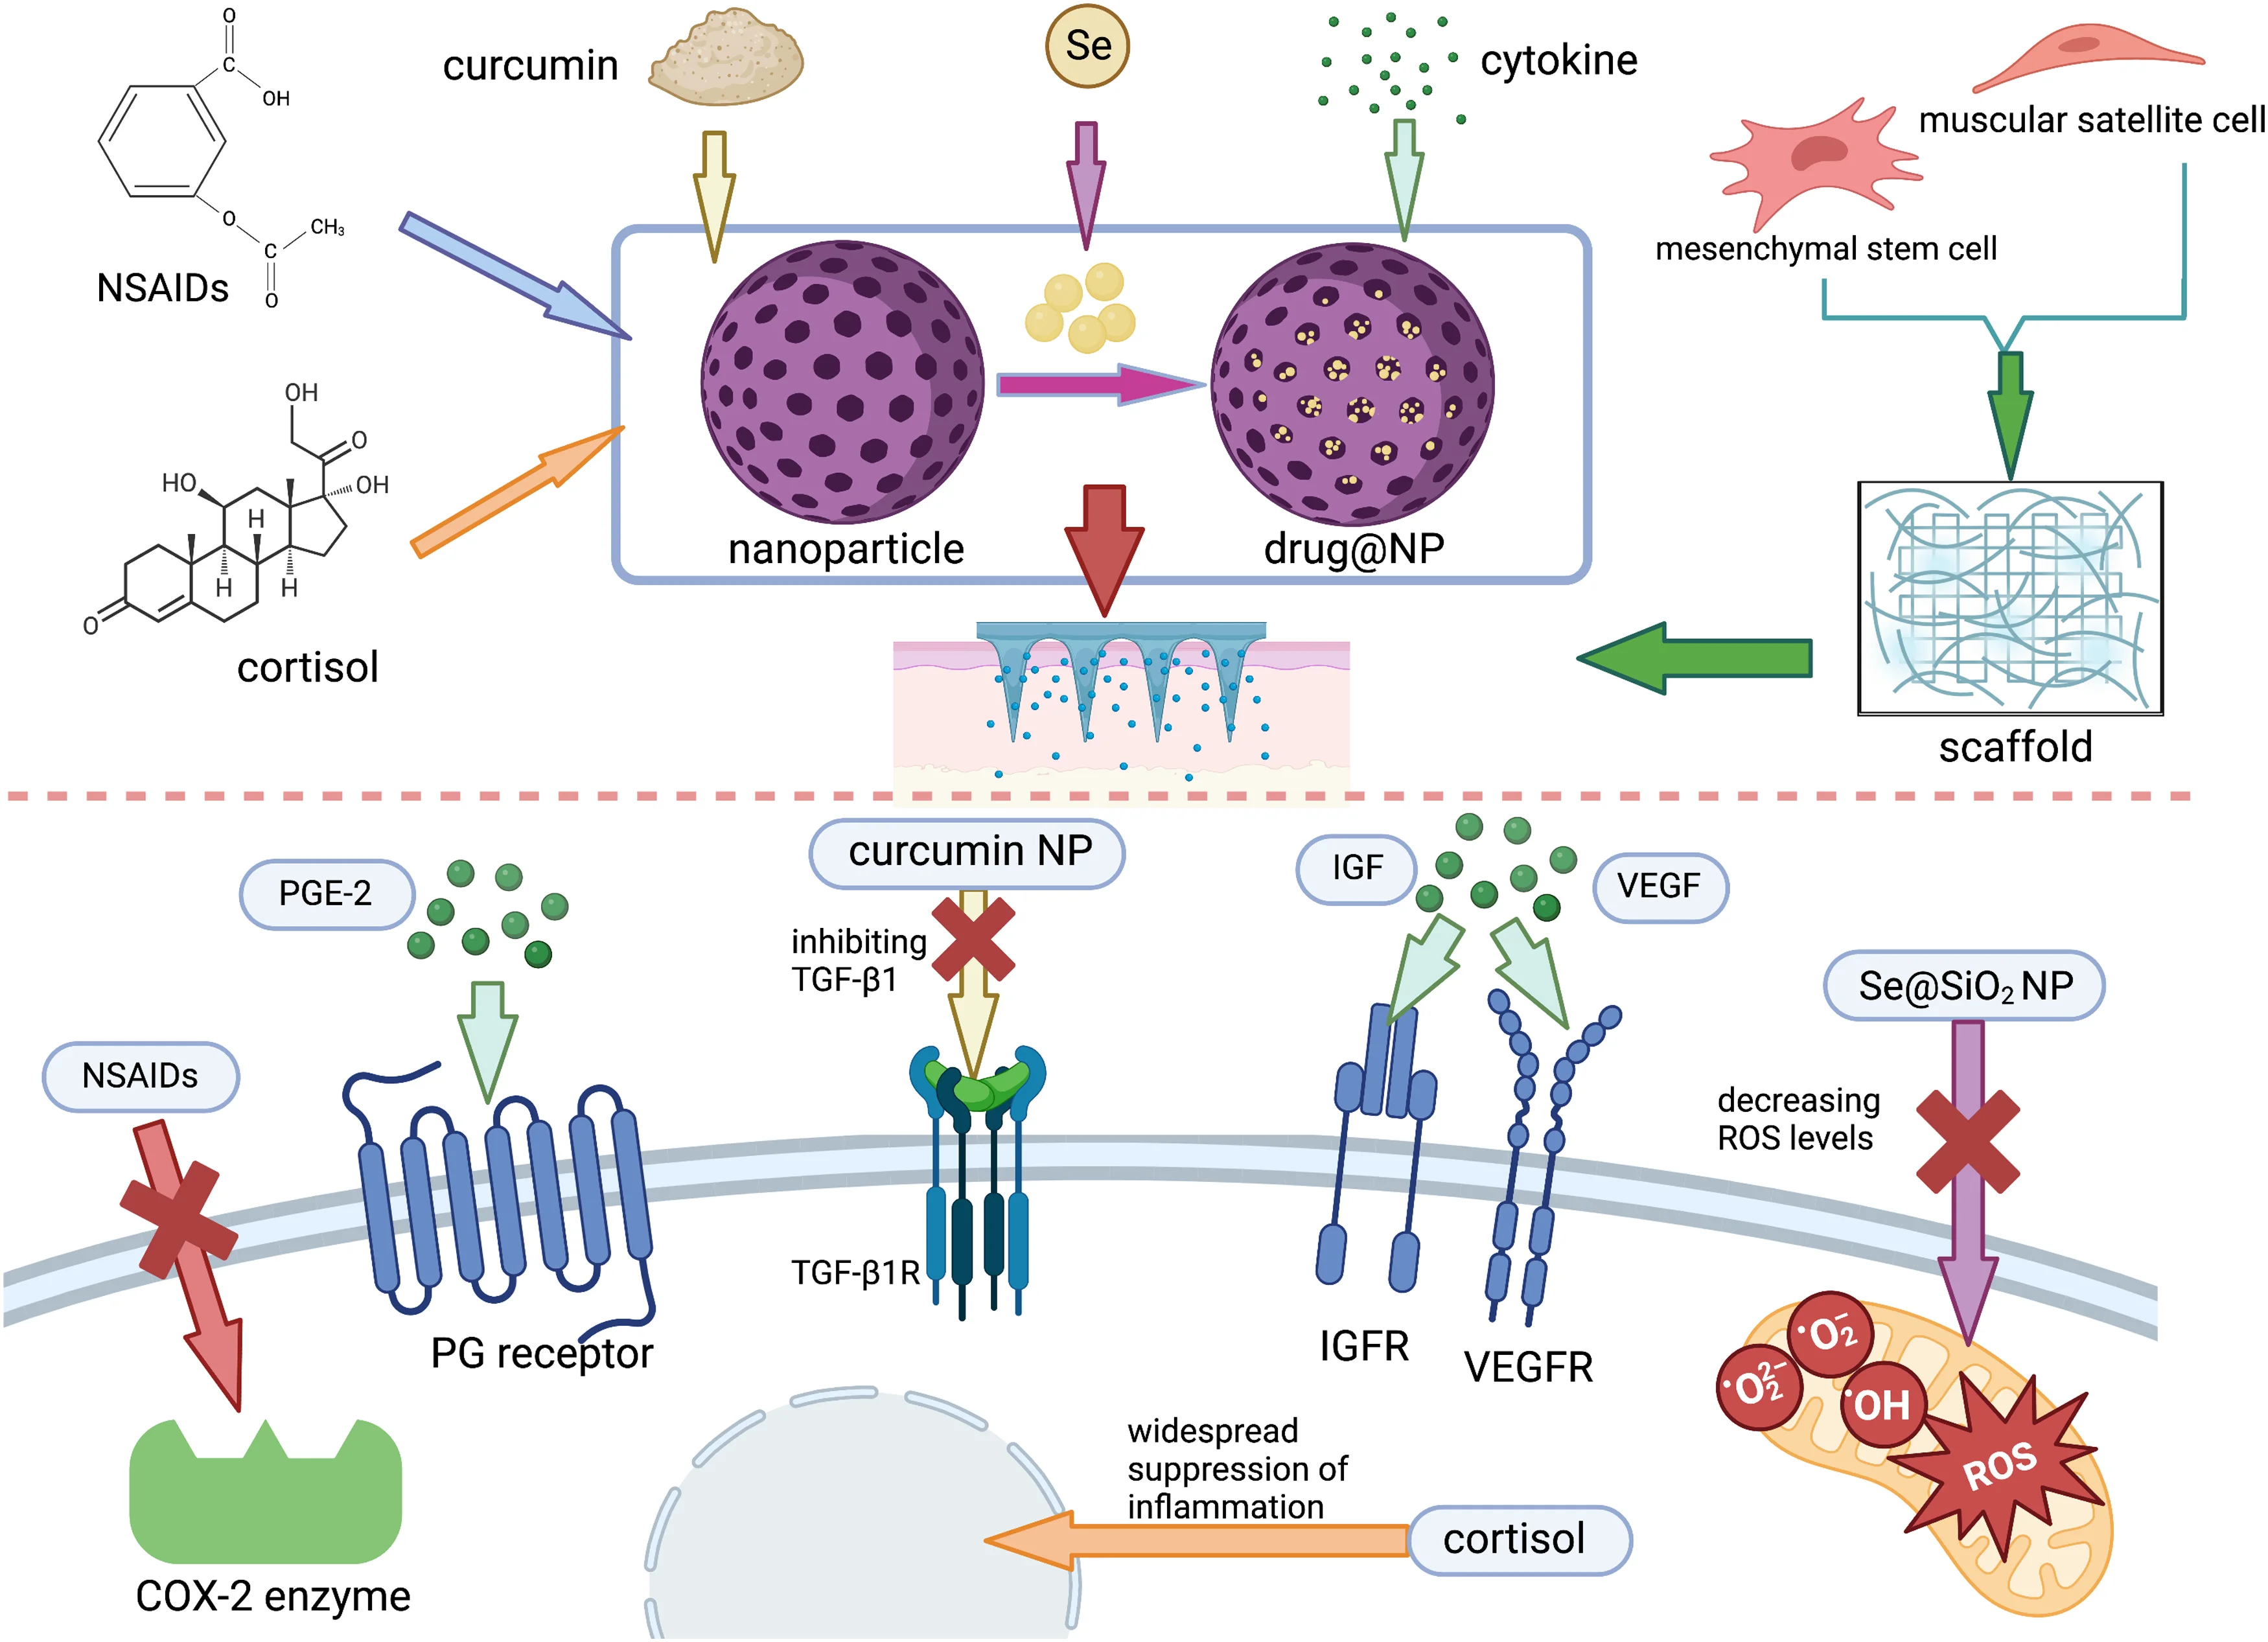 O
C
OH
O
CH₃
C
O
NSAIDs
curcumin
Se
cytokine
muscular satellite cell
mesenchymal stem cell
OH
O
HO
OH
H
H
H
O
cortisol
nanoparticle
drug@NP
scaffold
PGE-2
curcumin NP
inhibiting
TGF-β1
IGF
VEGF
Se@SiO₂ NP
NSAIDs
decreasing
ROS levels
TGF-β1R
PG receptor
IGFR
VEGFR
·O₂⁻
·O₂²⁻
·OH
ROS
COX-2 enzyme
widespread
suppression of
inflammation
cortisol